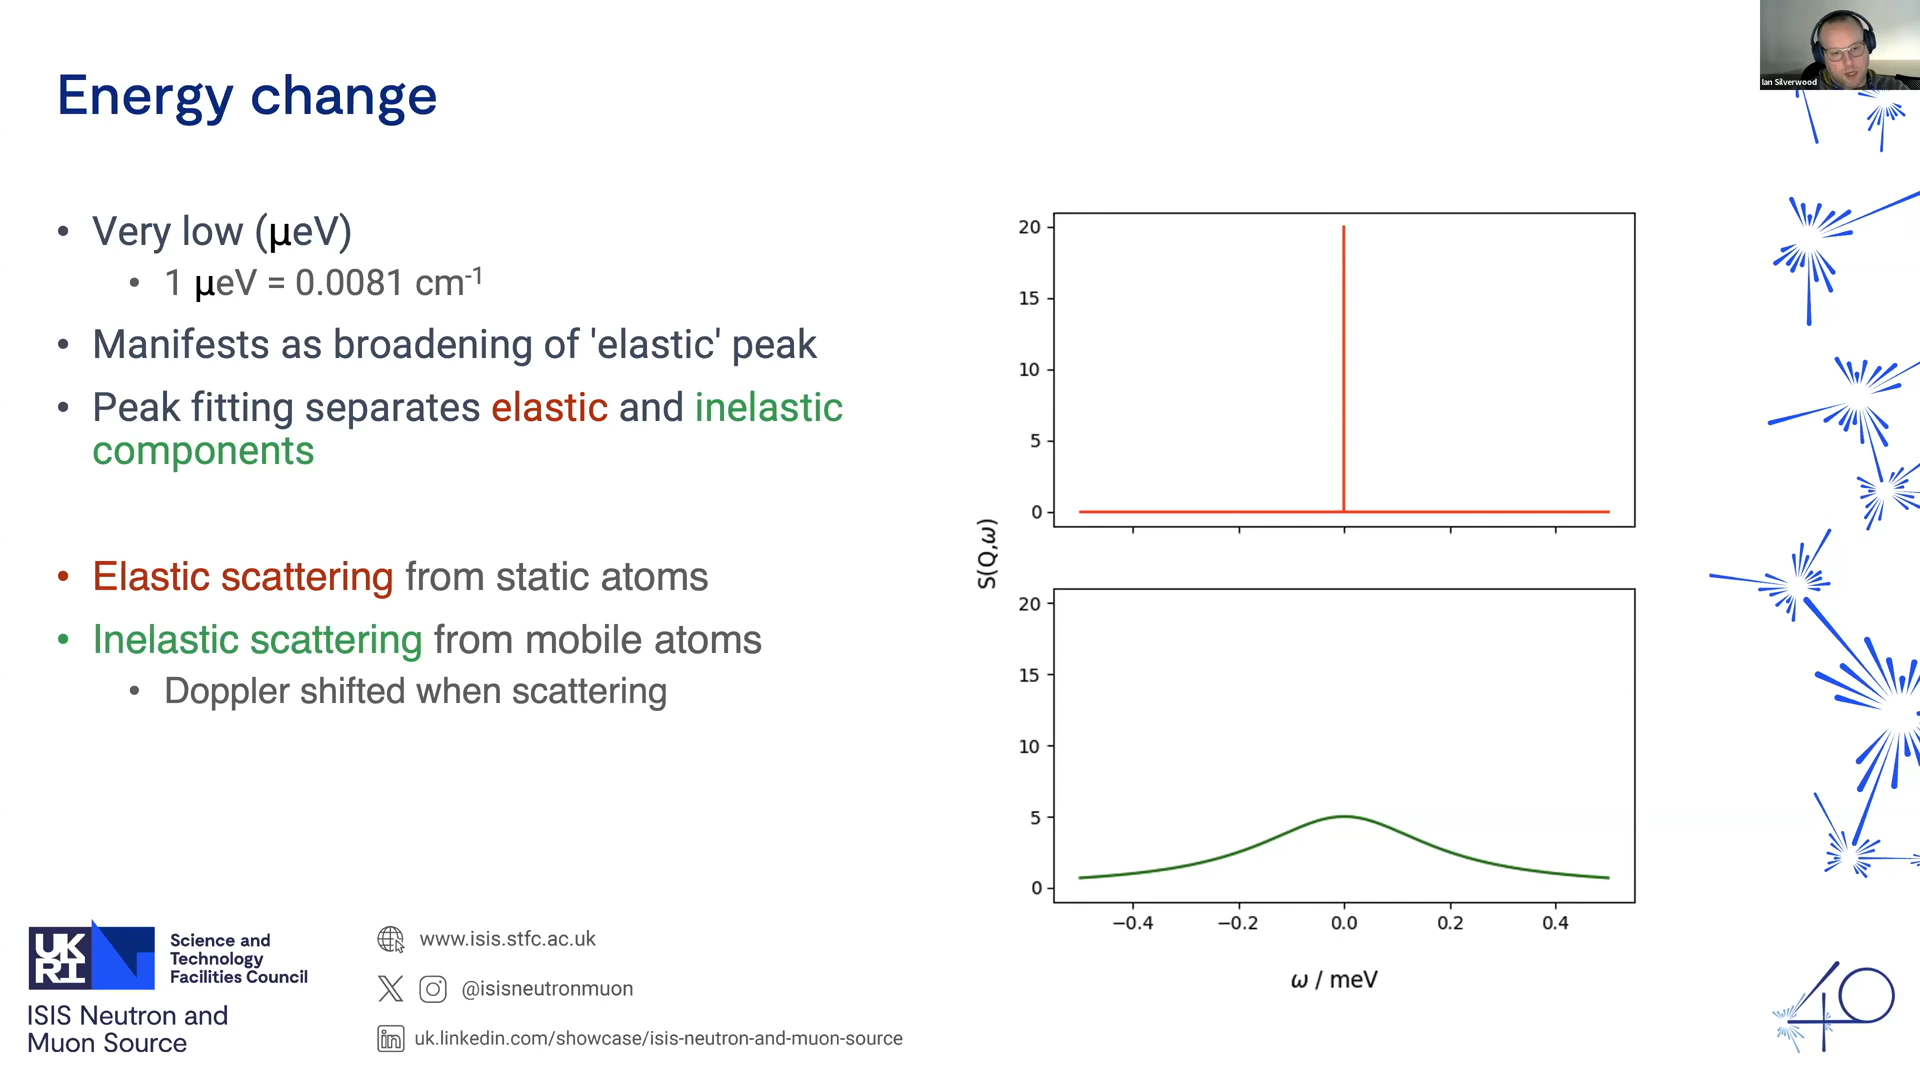 Ian Silverwood
Energy change
• Very low (µeV)
• 1 µeV = 0.0081 cm⁻¹
• Manifests as broadening of 'elastic' peak
• Peak fitting separates elastic and inelastic
components
• Elastic scattering from static atoms
• Inelastic scattering from mobile atoms
• Doppler shifted when scattering
20
15
10
5
0
S(Q,ω)
20
15
10
5
0
−0.4 −0.2 0.0 0.2 0.4
ω / meV
UK
RI
Science and
Technology
Facilities Council
ISIS Neutron and
Muon Source
www.isis.stfc.ac.uk
@isisneutronmuon
in
uk.linkedin.com/showcase/isis-neutron-and-muon-source
40